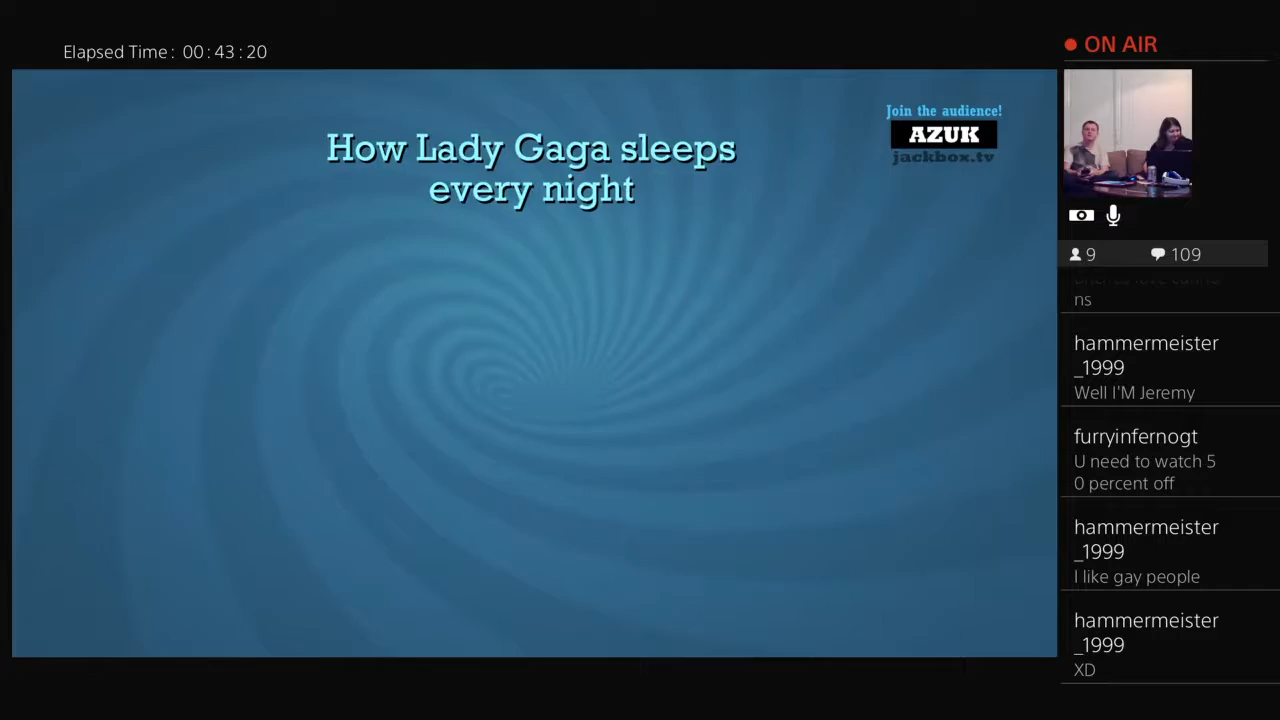 Elapsed Time: 00:43:20
ON AIR
How Lady Gaga sleeps
every night
Join the audience!
AZUK
jackbox.tv
9 109
ns
hammermeister
_1999
Well I'M Jeremy
furryinfernogt
U need to watch 5
0 percent off
hammermeister
_1999
I like gay people
hammermeister
_1999
XD